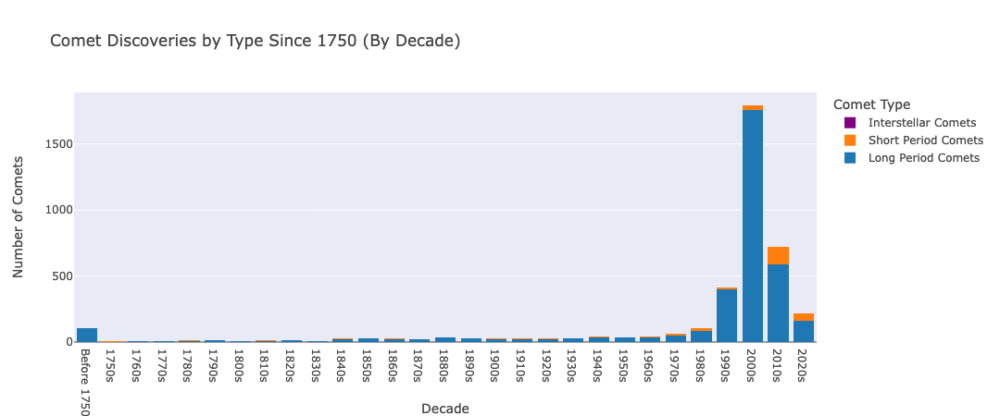 Comet Discoveries by Type Since 1750 (By Decade)
Number of Comets
1500
1000
500
0
Before 1750
1750s
1760s
1770s
1780s
1790s
1800s
1810s
1820s
1830s
1840s
1850s
1860s
1870s
1880s
1890s
1900s
1910s
1920s
1930s
1940s
1950s
1960s
1970s
1980s
1990s
2000s
2010s
2020s
Decade
Comet Type
Interstellar Comets
Short Period Comets
Long Period Comets